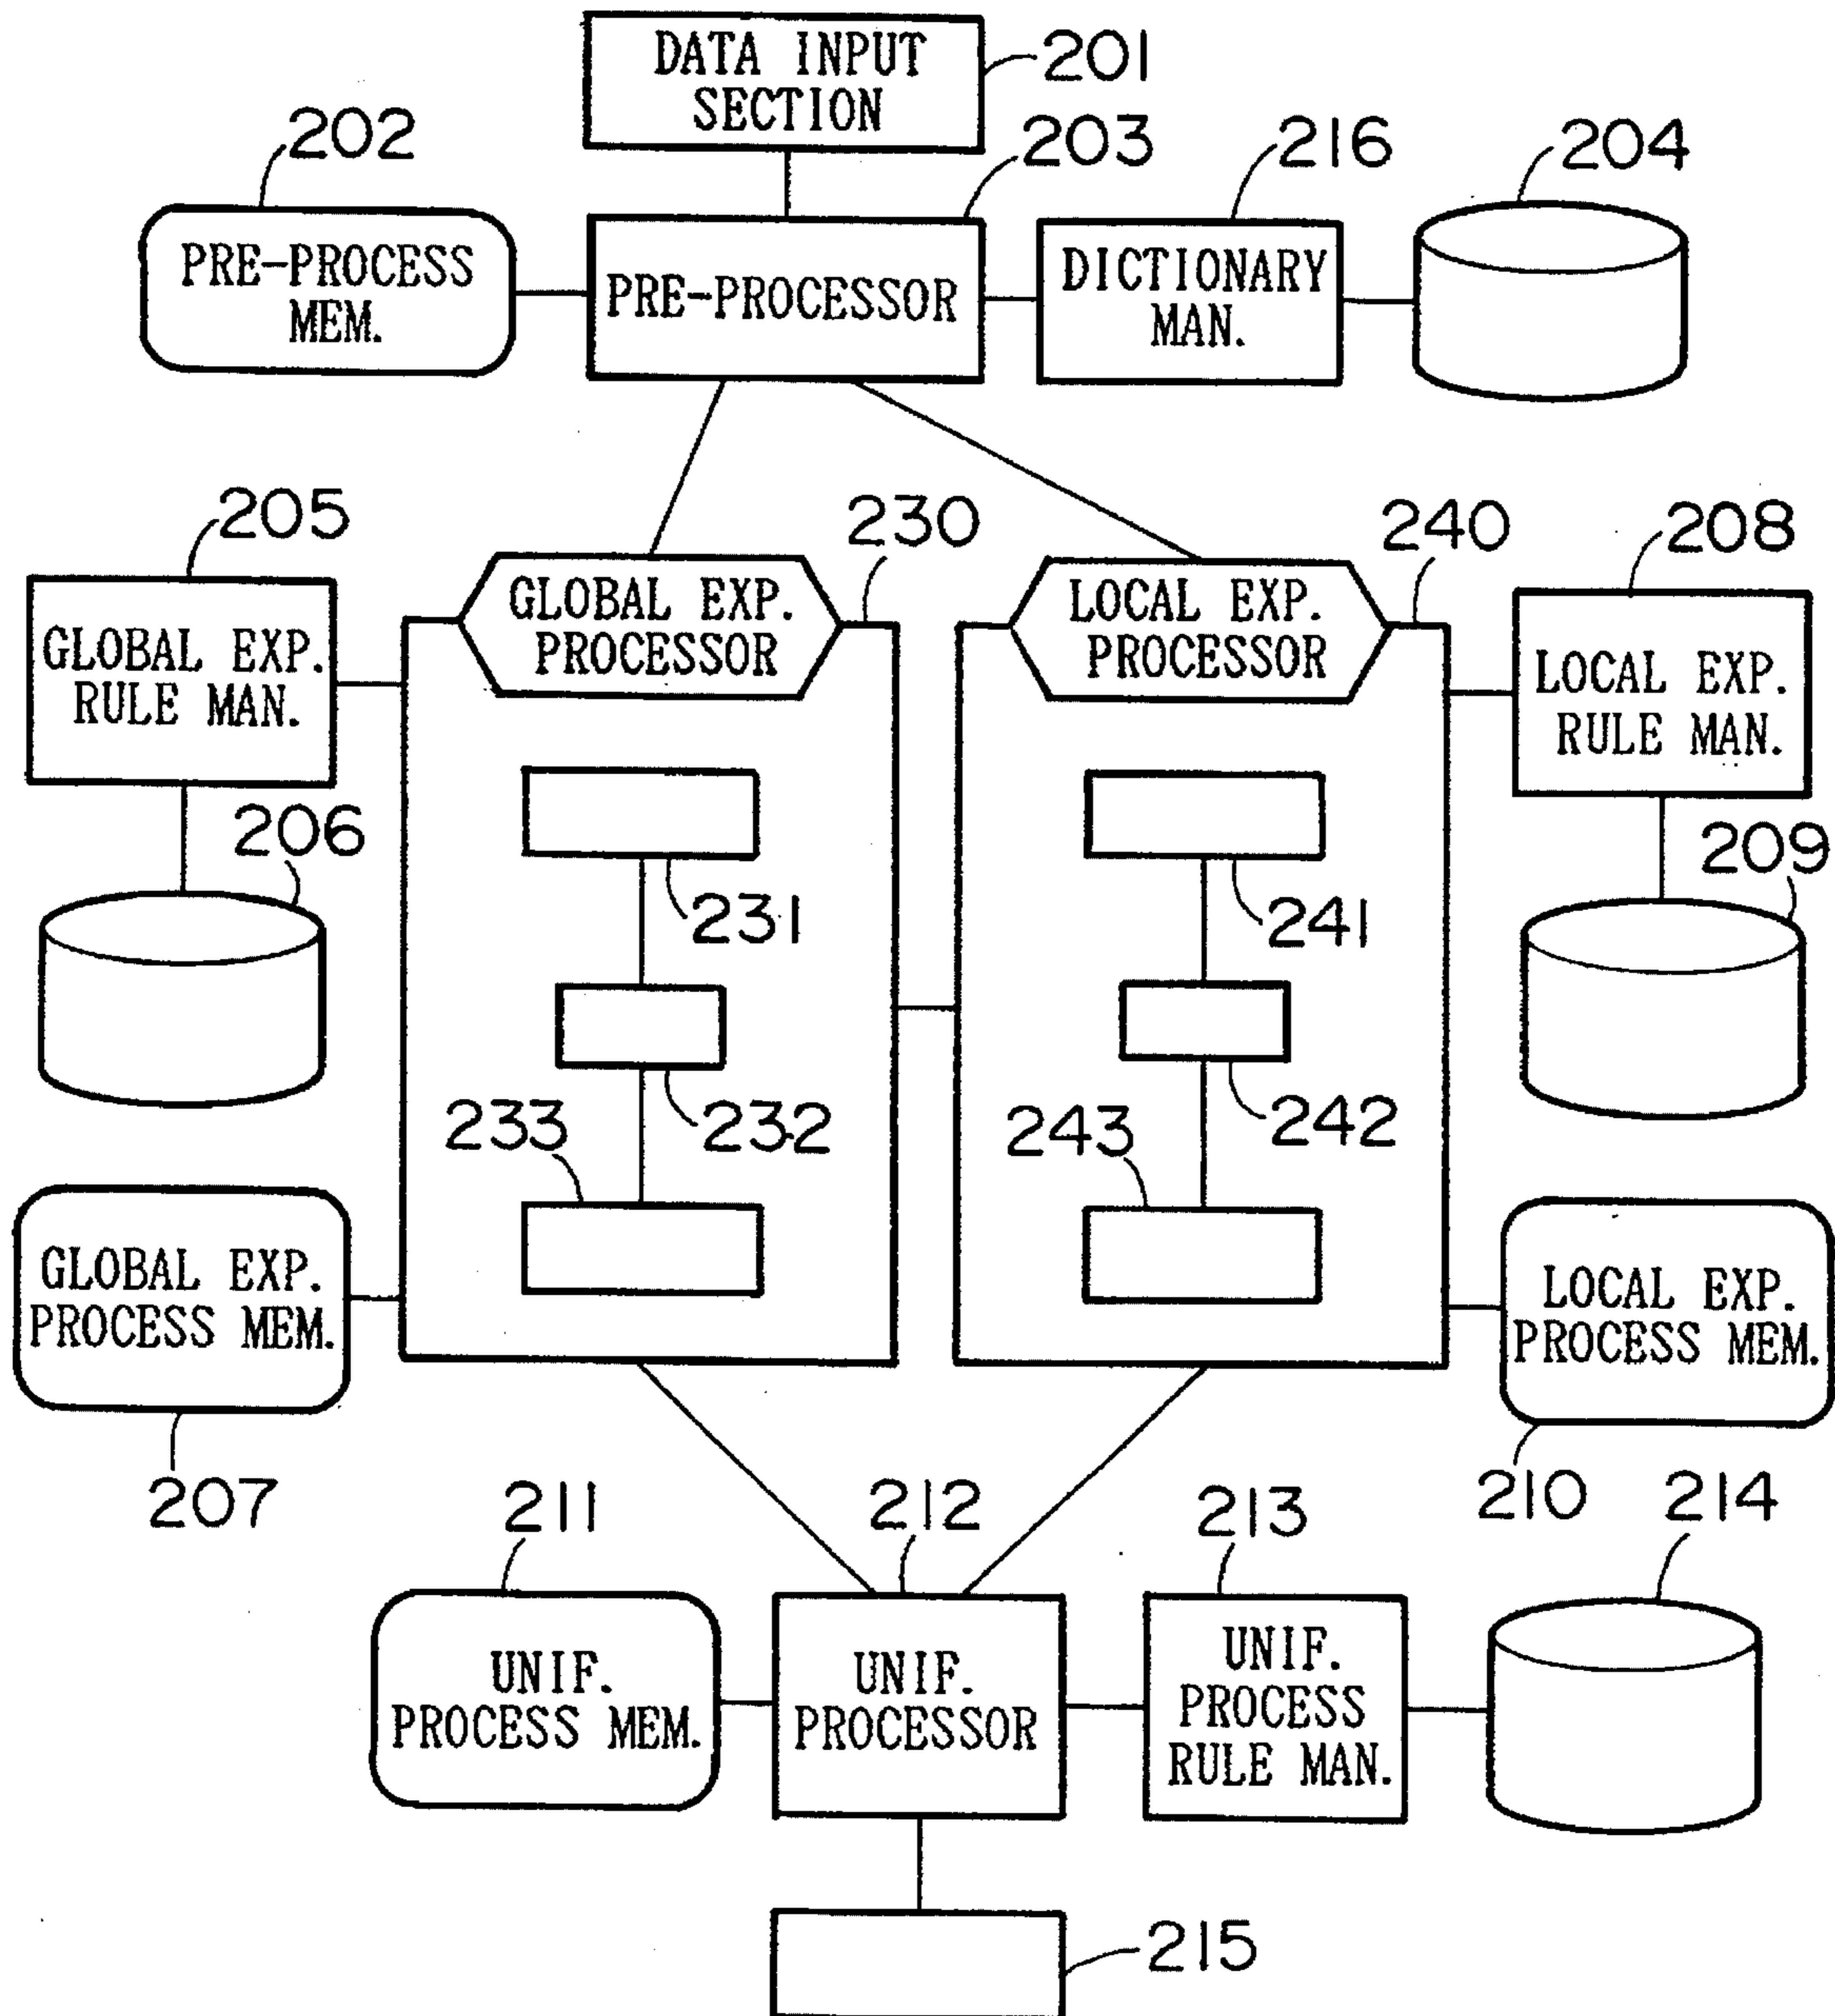 DATA INPUT
SECTION
201
202
203
216
204
PRE-PROCESS
MEM.
PRE-PROCESSOR
DICTIONARY
MAN.
205
230
240
208
GLOBAL EXP.
RULE MAN.
GLOBAL EXP.
PROCESSOR
LOCAL EXP.
PROCESSOR
LOCAL EXP.
RULE MAN.
206
231
241
209
232
242
233
243
GLOBAL EXP.
PROCESS MEM.
LOCAL EXP.
PROCESS MEM.
207
211
212
213
210
214
UNIF.
PROCESS MEM.
UNIF.
PROCESSOR
UNIF.
PROCESS
RULE MAN.
215